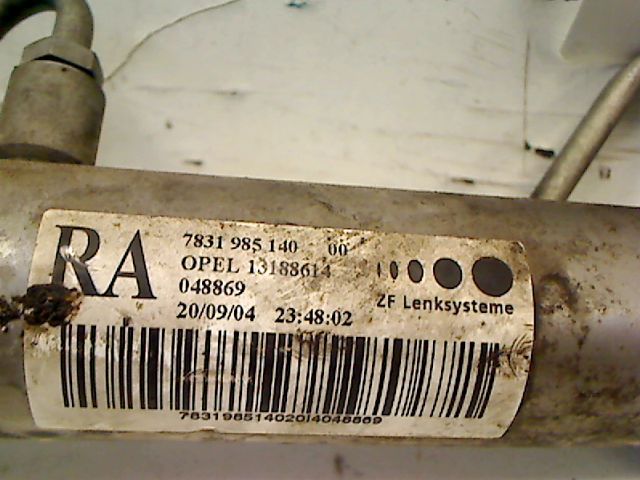 RA
7831 985 140 00
OPEL 13188614
048869
20/09/04 23:48:02
ZF Lenksysteme
783198514020I4048869